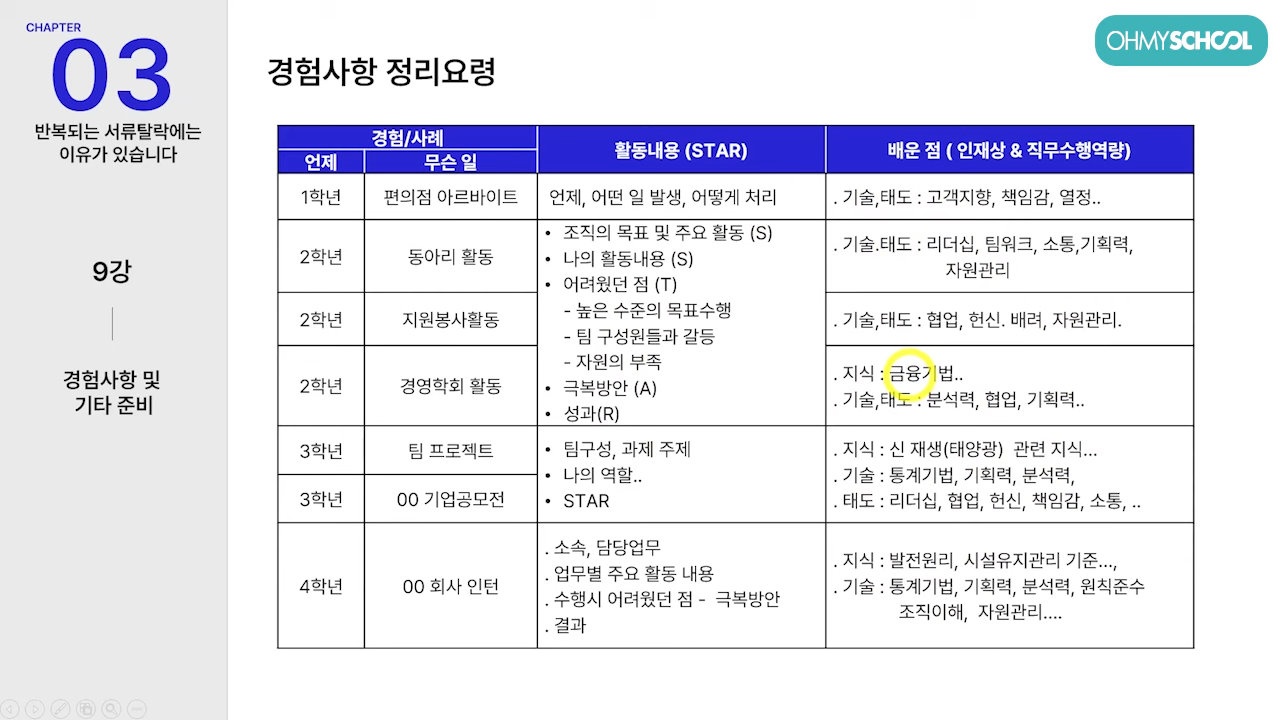 CHAPTER
03
반복되는 서류탈락에는
이유가 있습니다
9강
경험사항 및
기타 준비
OHMYSCHOOL
경험사항 정리요령
경험/사례
언제
무슨 일
활동내용 (STAR)
배운 점 ( 인재상 & 직무수행역량)
1학년
편의점 아르바이트
언제, 어떤 일 발생, 어떻게 처리
. 기술,태도 : 고객지향, 책임감, 열정..
2학년
동아리 활동
• 조직의 목표 및 주요 활동 (S)
• 나의 활동내용 (S)
• 어려웠던 점 (T)
- 높은 수준의 목표수행
- 팀 구성원들과 갈등
- 자원의 부족
• 극복방안 (A)
• 성과(R)
. 기술.태도 : 리더십, 팀워크, 소통,기획력,
자원관리
2학년
지원봉사활동
. 기술,태도 : 협업, 헌신. 배려, 자원관리.
2학년
경영학회 활동
. 지식 : 금융기법..
. 기술,태도 : 분석력, 협업, 기획력..
3학년
팀 프로젝트
• 팀구성, 과제 주제
• 나의 역할..
• STAR
. 지식 : 신 재생(태양광) 관련 지식...
. 기술 : 통계기법, 기획력, 분석력,
. 태도 : 리더십, 협업, 헌신, 책임감, 소통, ..
3학년
00 기업공모전
4학년
00 회사 인턴
. 소속, 담당업무
. 업무별 주요 활동 내용
. 수행시 어려웠던 점 - 극복방안
. 결과
. 지식 : 발전원리, 시설유지관리 기준...,
. 기술 : 통계기법, 기획력, 분석력, 원칙준수
조직이해, 자원관리....